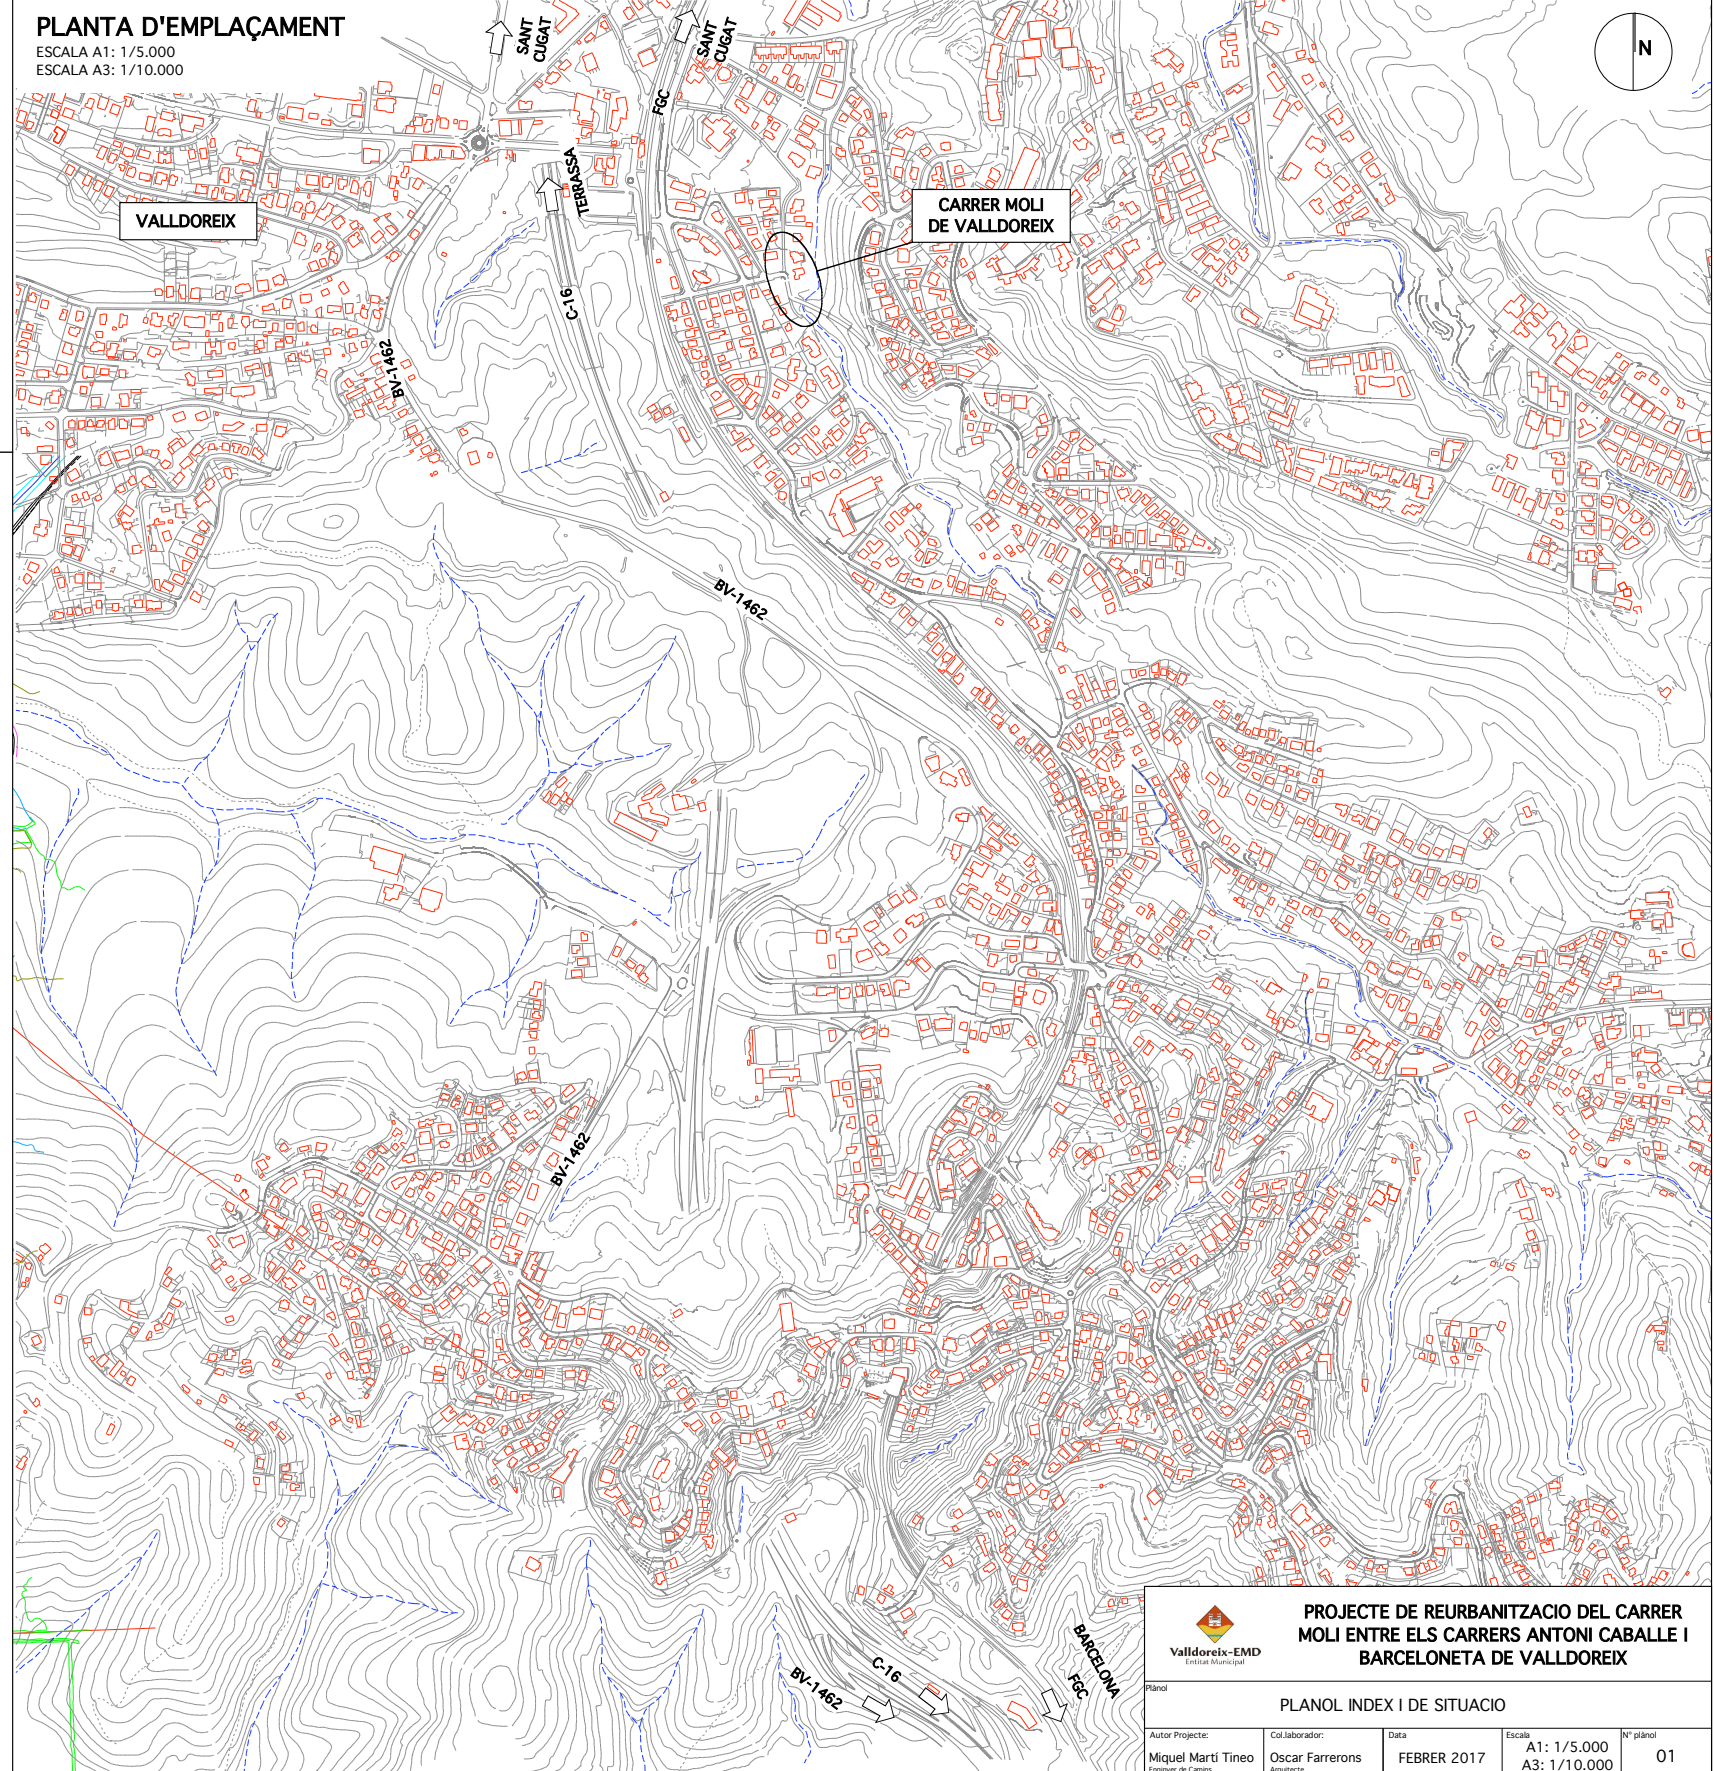 PLANTA D'EMPLAÇAMENT
ESCALA A1: 1/5.000
ESCALA A3: 1/10.000
SANT
CUGAT
SANT
CUGAT
N
FGC
TERRASSA
VALLDOREIX
CARRER MOLI
DE VALLDOREIX
C-16
BV-1462
BV-1462
BV-1462
BARCELONA
FGC
C-16
BV-1462
Valldoreix-EMD
Entitat Municipal
PROJECTE DE REURBANITZACIO DEL CARRER
MOLI ENTRE ELS CARRERS ANTONI CABALLE I
BARCELONETA DE VALLDOREIX
Plànol
PLANOL INDEX I DE SITUACIO
Autor Projecte:
Miquel Martí Tineo
Enginyer de Camins
Col.laborador:
Oscar Farrerons
Arquitecte
Data
FEBRER 2017
Escala
A1: 1/5.000
A3: 1/10.000
Nº plànol
01